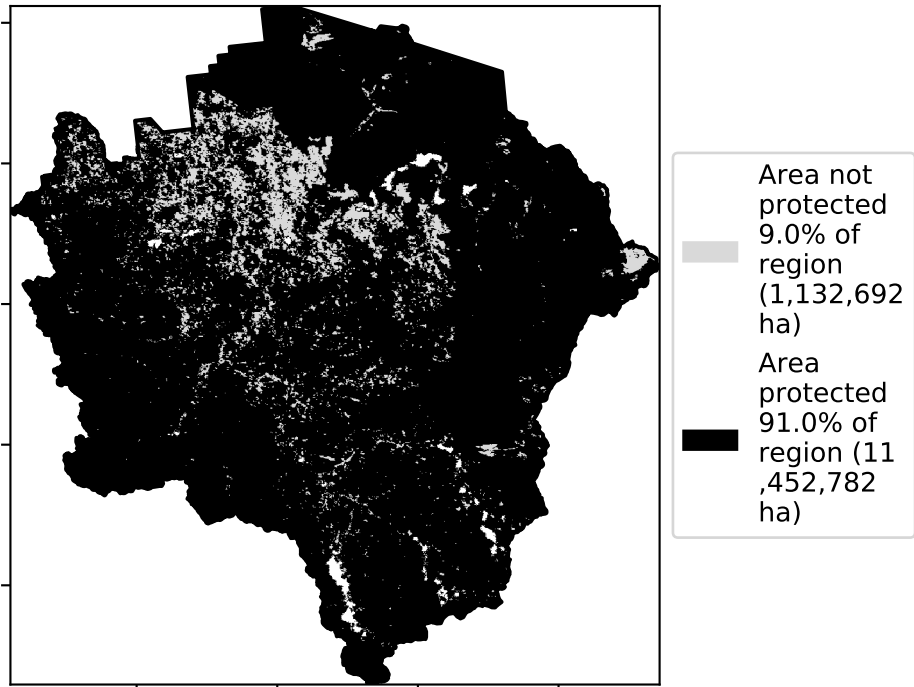 Area not
protected
9.0% of
region
(1,132,692
ha)
Area
protected
91.0% of
region (11
,452,782
ha)